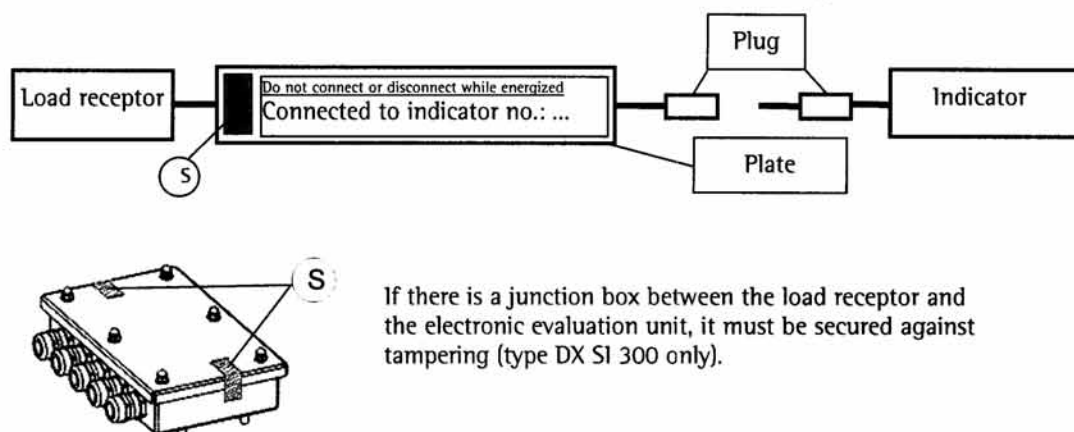 Plug
Load receptor
Do not connect or disconnect while energized
Connected to indicator no.: ...
Indicator
S
Plate
S
If there is a junction box between the load receptor and
the electronic evaluation unit, it must be secured against
tampering (type DX SI 300 only).